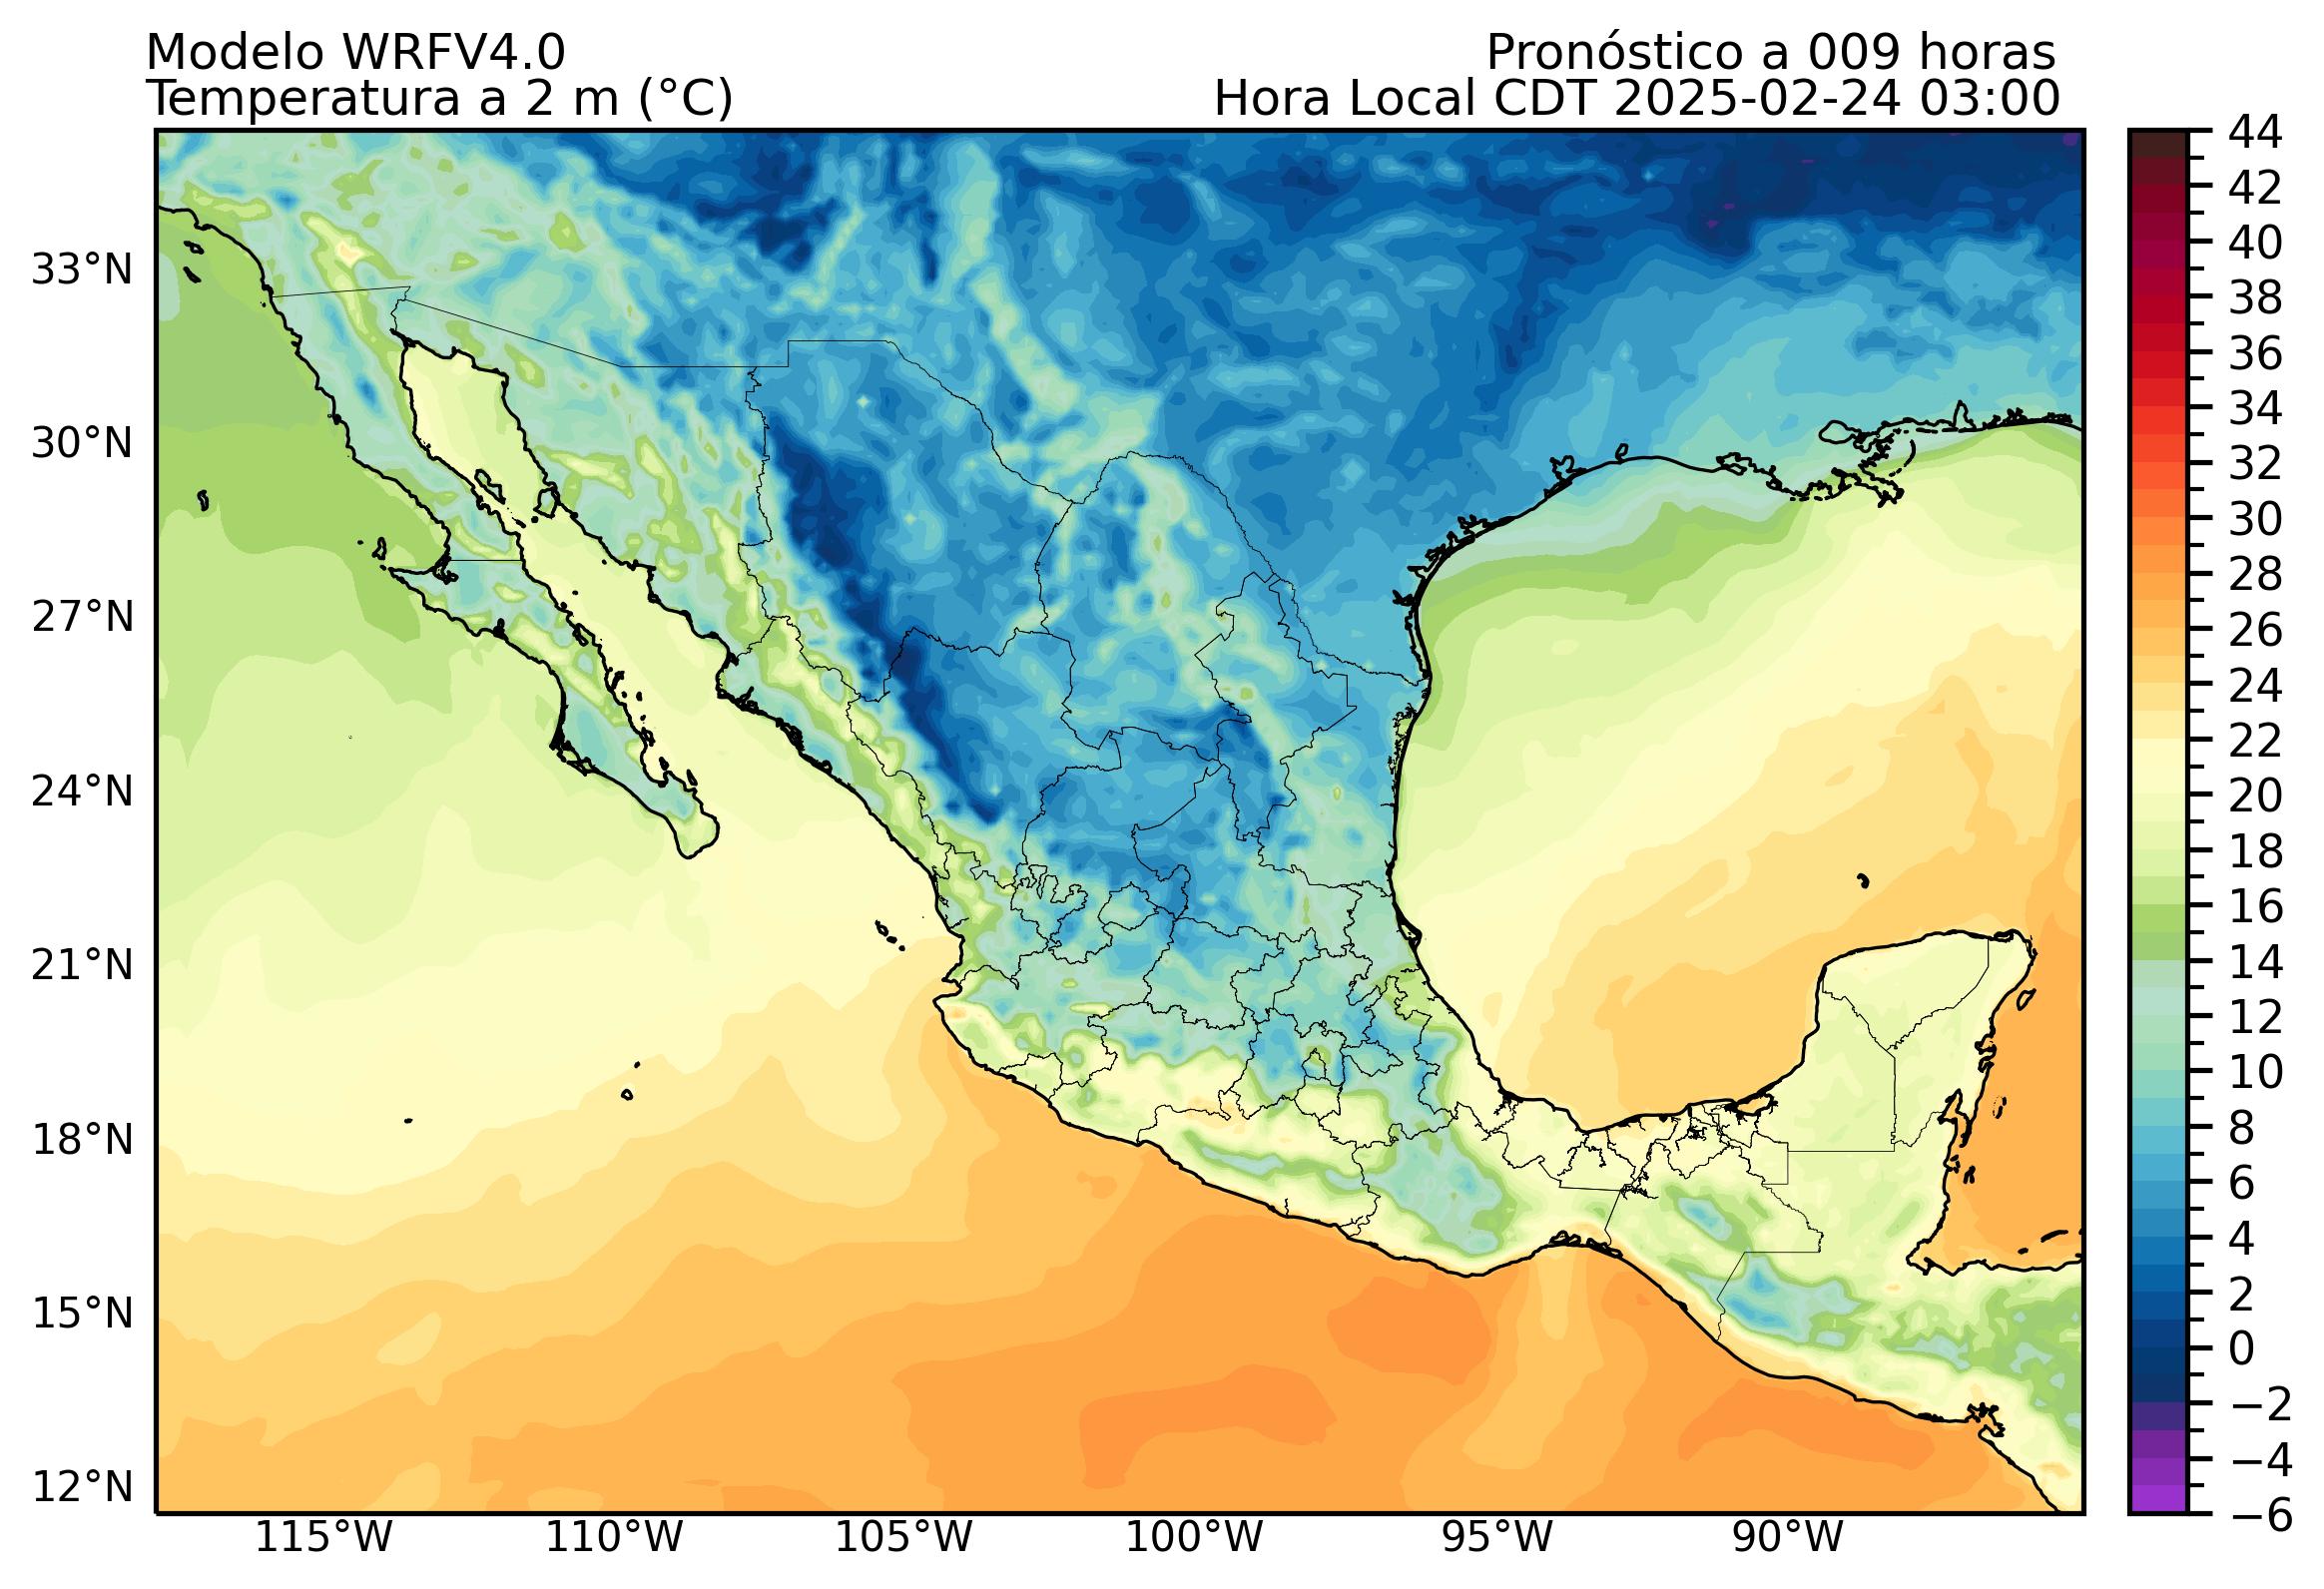 Modelo WRFV4.0
Temperatura a 2 m (°C)
Pronóstico a 009 horas
Hora Local CDT 2025-02-24 03:00
33°N
30°N
27°N
24°N
21°N
18°N
15°N
12°N
115°W
110°W
105°W
100°W
95°W
90°W
44
42
40
38
36
34
32
30
28
26
24
22
20
18
16
14
12
10
8
6
4
2
0
−2
−4
−6